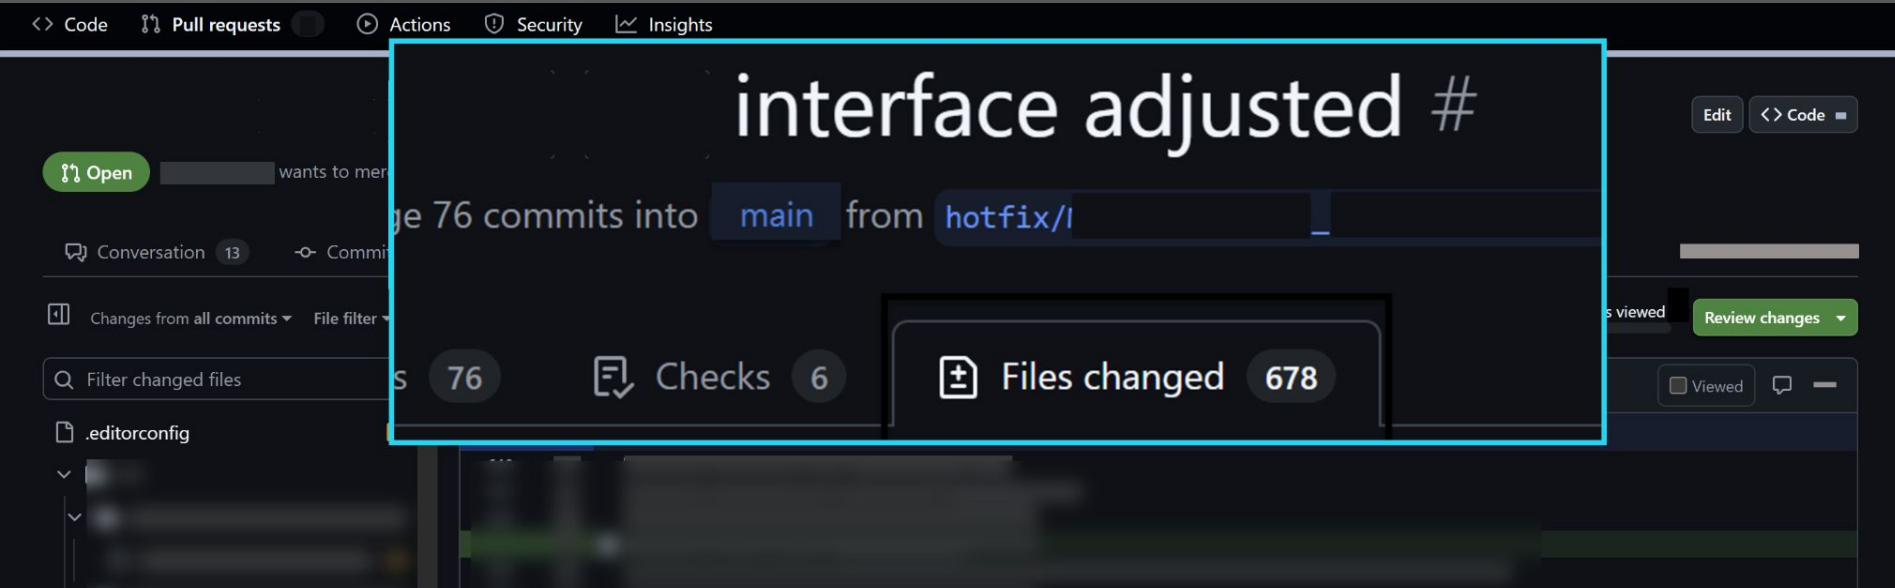 Code Pull requests Actions Security Insights
interface adjusted #
Edit Code
Open wants to mer
ge 76 commits into main from hotfix/
Conversation 13 Commi
s 76 Checks 6 Files changed 678
Changes from all commits File filter
s viewed Review changes
Filter changed files
Viewed
.editorconfig